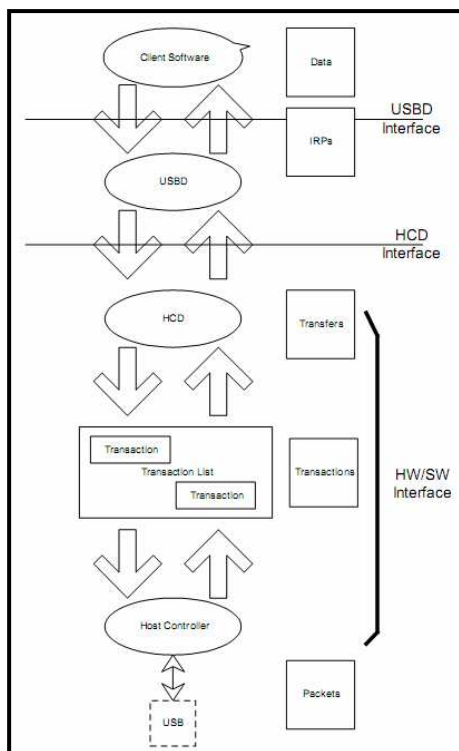 Client Software
Data
USBD
Interface
IRPs
USBD
HCD
Interface
HCD
Transfers
Transaction
Transaction List
Transaction
Transactions
HW/SW
Interface
Host Controller
Packets
USB